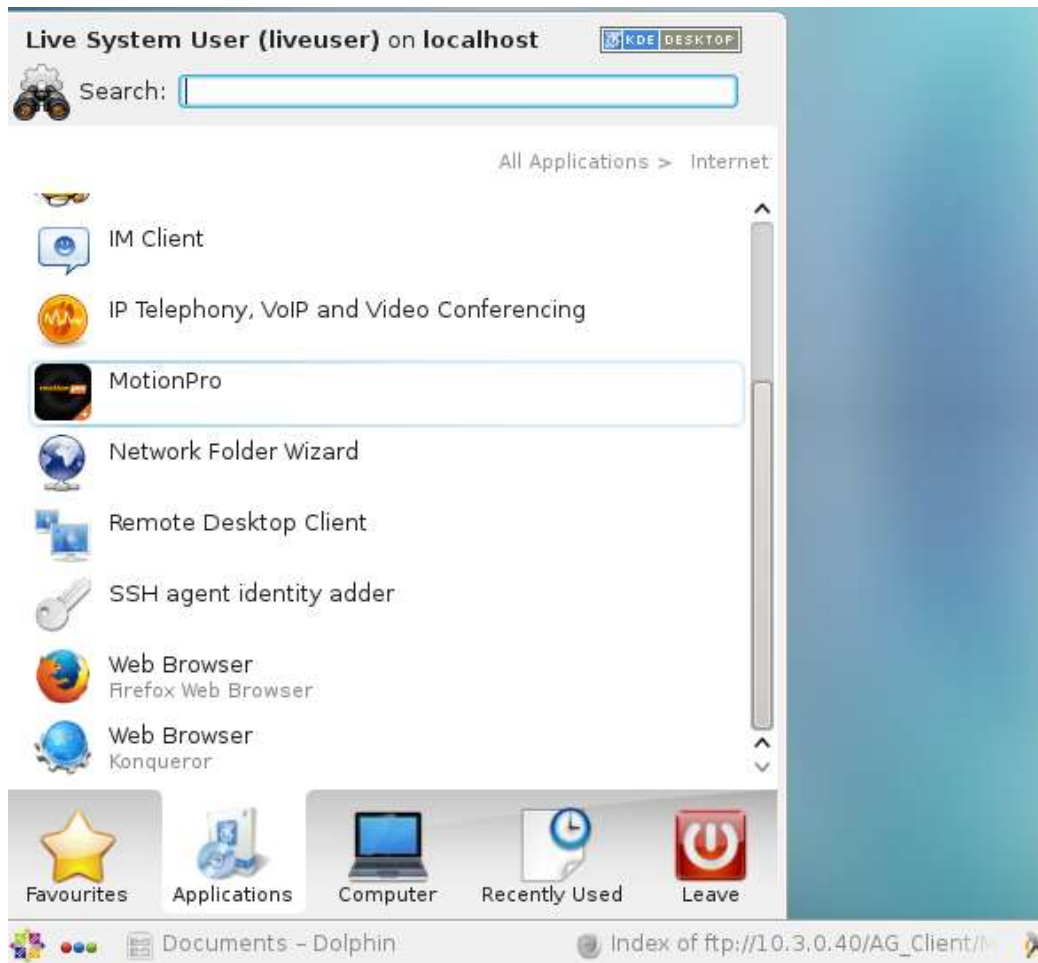 Live System User (liveuser) on localhost
KDE DESKTOP
Search:
All Applications > Internet
IM Client
IP Telephony, VoIP and Video Conferencing
MotionPro
Network Folder Wizard
Remote Desktop Client
SSH agent identity adder
Web Browser
Firefox Web Browser
Web Browser
Konqueror
Favourites
Applications
Computer
Recently Used
Leave
Documents – Dolphin
Index of ftp://10.3.0.40/AG_Client/M